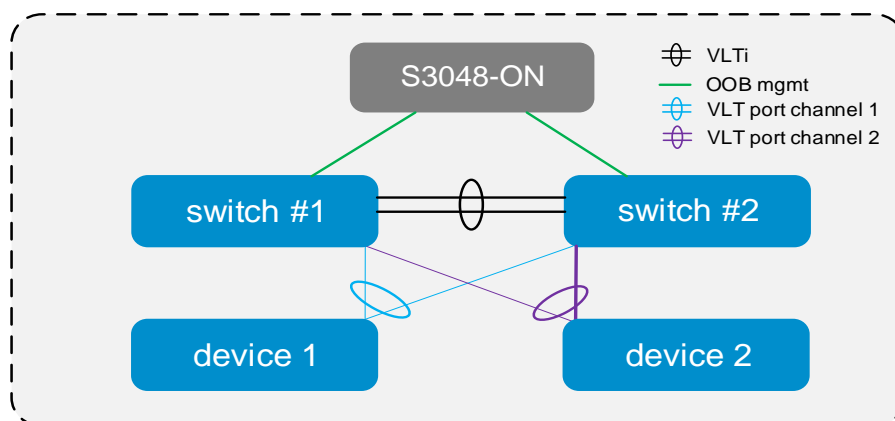 S3048-ON
VLTi
OOB mgmt
VLT port channel 1
VLT port channel 2
switch #1
switch #2
device 1
device 2